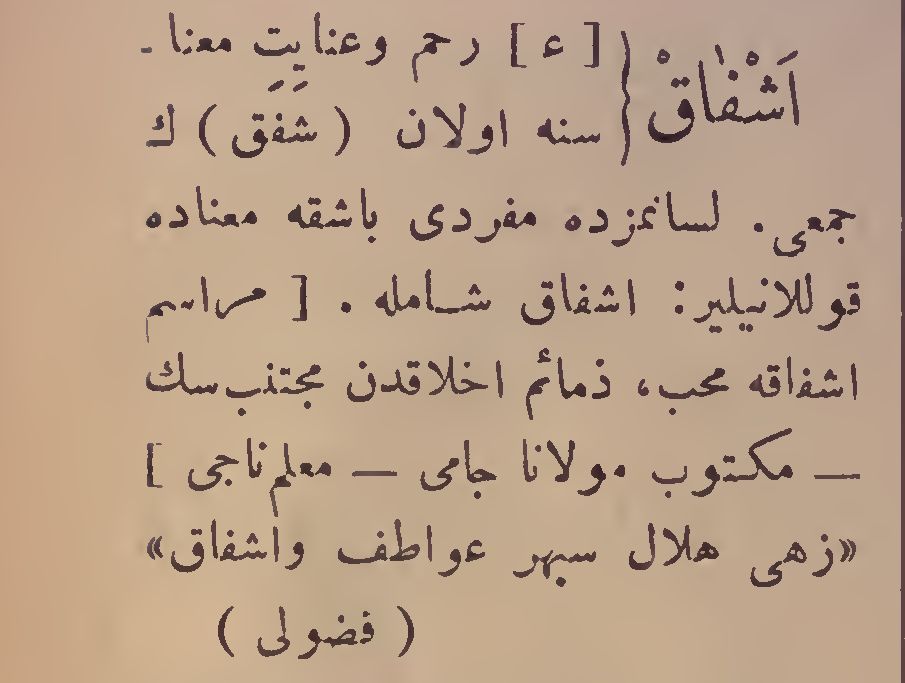 اَشْفٰاقْ { [ ء ] رحم وعنايتِ معنا ـ
سنه اولان ( شفق ) ك
جمعى . لسانمزده مفردى باشقه معناده
قوللانيلير : اشفاق شامله . [ مراسم
اشفاقه محب ، ذمائم اخلاقدن مجتنب سك
— مكتوب مولانا جامى — معلم ناجى ]
«زهى هلال سپهر عواطف واشفاق»
( فضولى )